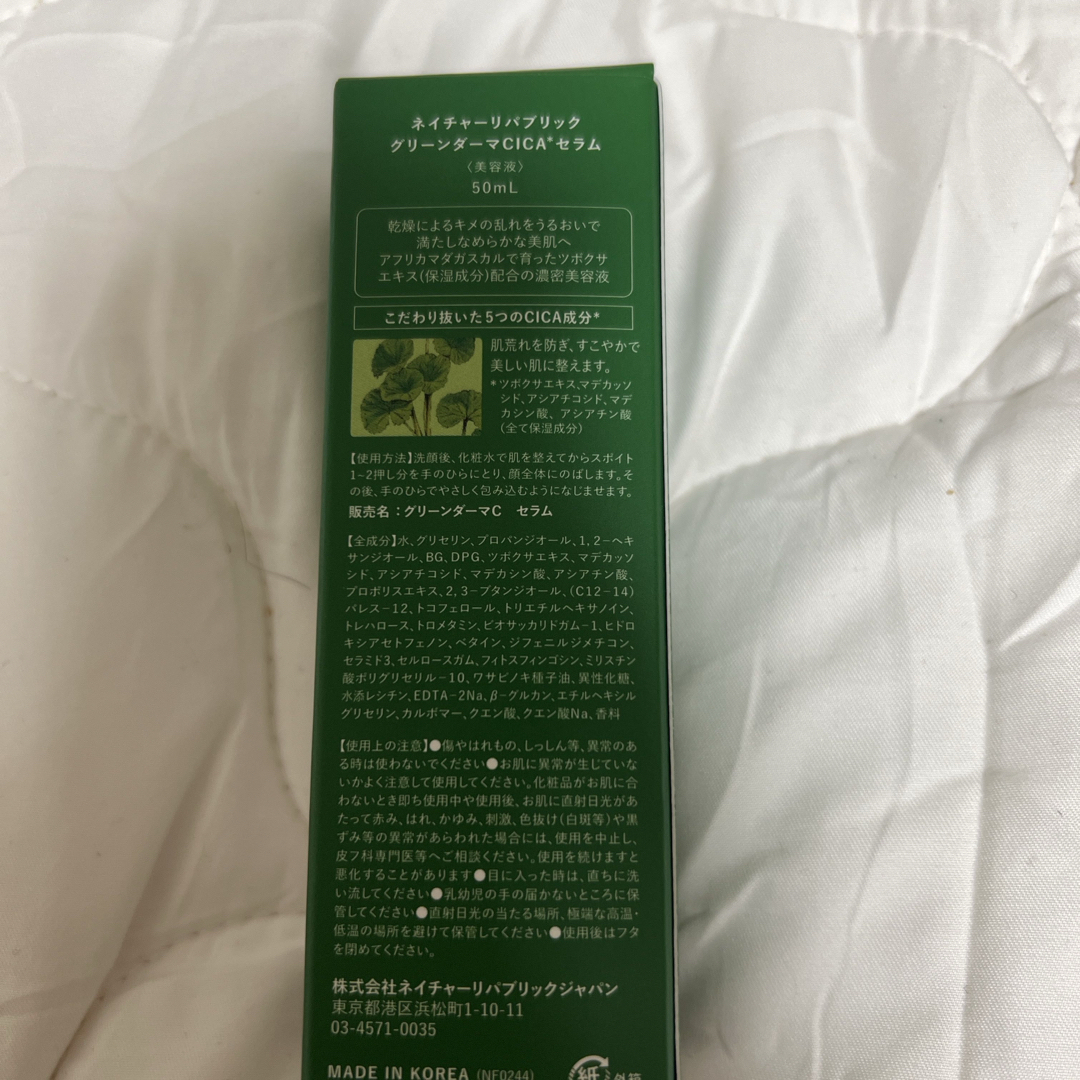 ネイチャーリパブリック
グリーンダーマCICA*セラム
〈美容液〉
50mL
乾燥によるキメの乱れをうるおいで
満たしなめらかな美肌へ
アフリカマダガスカルで育ったツボクサ
エキス(保湿成分)配合の濃密美容液
こだわり抜いた5つのCICA成分*
肌荒れを防ぎ、すこやかで
美しい肌に整えます。
*ツボクサエキス、マデカッソ
シド、アシアチコシド、マデ
カシン酸、アシアチン酸
(全て保湿成分)
【使用方法】洗顔後、化粧水で肌を整えてからスポイト
1~2押し分を手のひらにとり、顔全体にのばします。そ
の後、手のひらでやさしく包み込むようになじませます。
販売名：グリーンダーマC セラム
【全成分】水、グリセリン、プロパンジオール、1,2-ヘキ
サンジオール、BG、DPG、ツボクサエキス、マデカッソ
シド、アシアチコシド、マデカシン酸、アシアチン酸、
プロポリスエキス、2,3-ブタンジオール、(C12-14)
パレス-12、トコフェロール、トリエチルヘキサノイン、
トレハロース、トロメタミン、ビオサッカリドガム-1、ヒドロ
キシアセトフェノン、ベタイン、ジフェニルジメチコン、
セラミド3、セルロースガム、フィトスフィンゴシン、ミリスチン
酸ポリグリセリル-10、ワサビノキ種子油、異性化糖、
水添レシチン、EDTA-2Na、β-グルカン、エチルヘキシル
グリセリン、カルボマー、クエン酸、クエン酸Na、香料
【使用上の注意】●傷やはれもの、しっしん等、異常のあ
る時は使わないでください●お肌に異常が生じていな
いかよく注意して使用してください。化粧品がお肌に合
わないとき即ち使用中や使用後、お肌に直射日光があ
たって赤み、はれ、かゆみ、刺激、色抜け(白斑等)や黒
ずみ等の異常があらわれた場合には、使用を中止し、
皮フ科専門医等へご相談ください。使用を続けますと
悪化することがあります●目に入った時は、直ちに洗
い流してください●乳幼児の手の届かないところに保
管してください●直射日光の当たる場所、極端な高温・
低温の場所を避けて保管してください●使用後はフタ
を閉めてください。
株式会社ネイチャーリパブリックジャパン
東京都港区浜松町1-10-11
03-4571-0035
MADE IN KOREA (NF0244)
紙 外箱